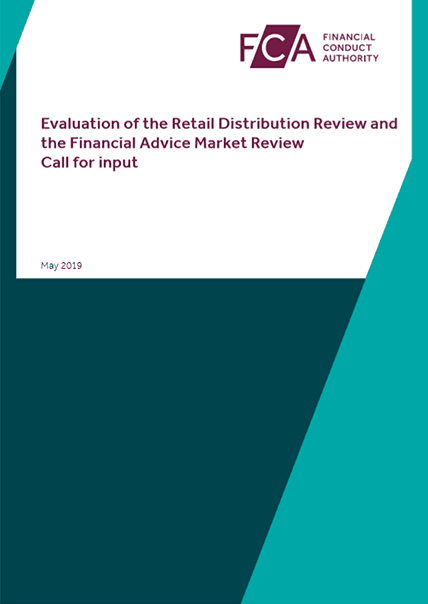 FCA
FINANCIAL
CONDUCT
AUTHORITY
Evaluation of the Retail Distribution Review and
the Financial Advice Market Review
Call for input
May 2019